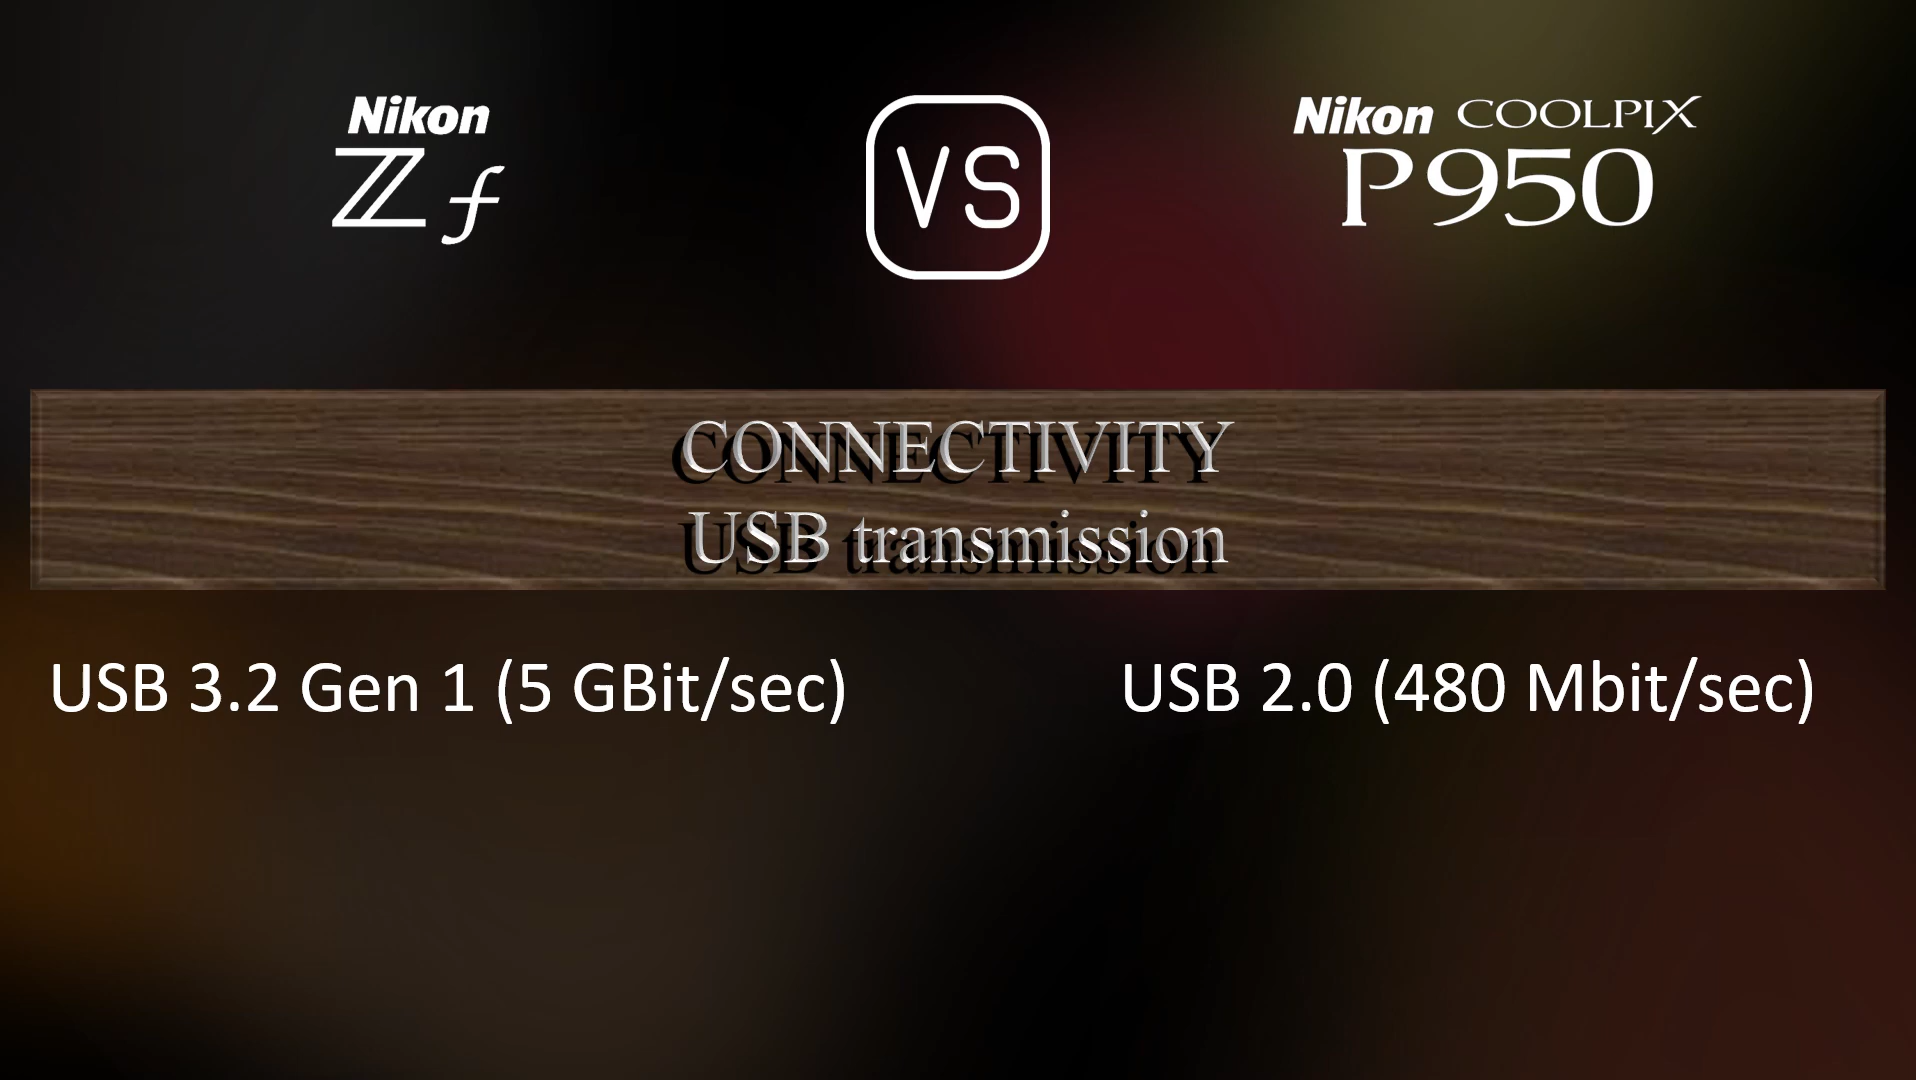 Nikon
Z f
VS
Nikon COOLPIX
P950
CONNECTIVITY
USB transmission
USB 3.2 Gen 1 (5 GBit/sec)
USB 2.0 (480 Mbit/sec)